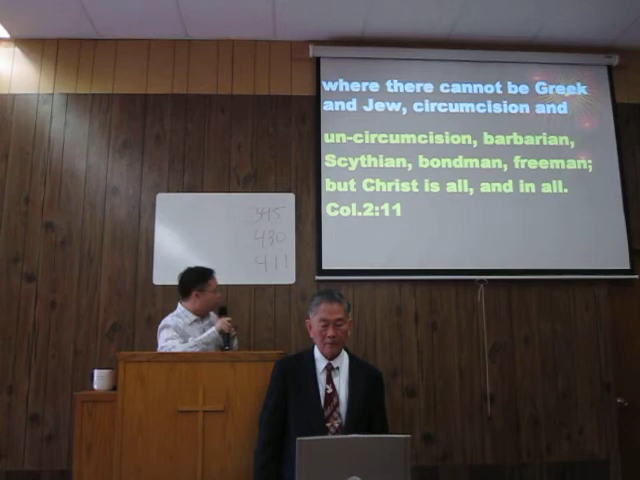 where there cannot be Greek
and Jew, circumcision and
un-circumcision, barbarian,
Scythian, bondman, freeman;
but Christ is all, and in all.
Col.2:11
345
430
411